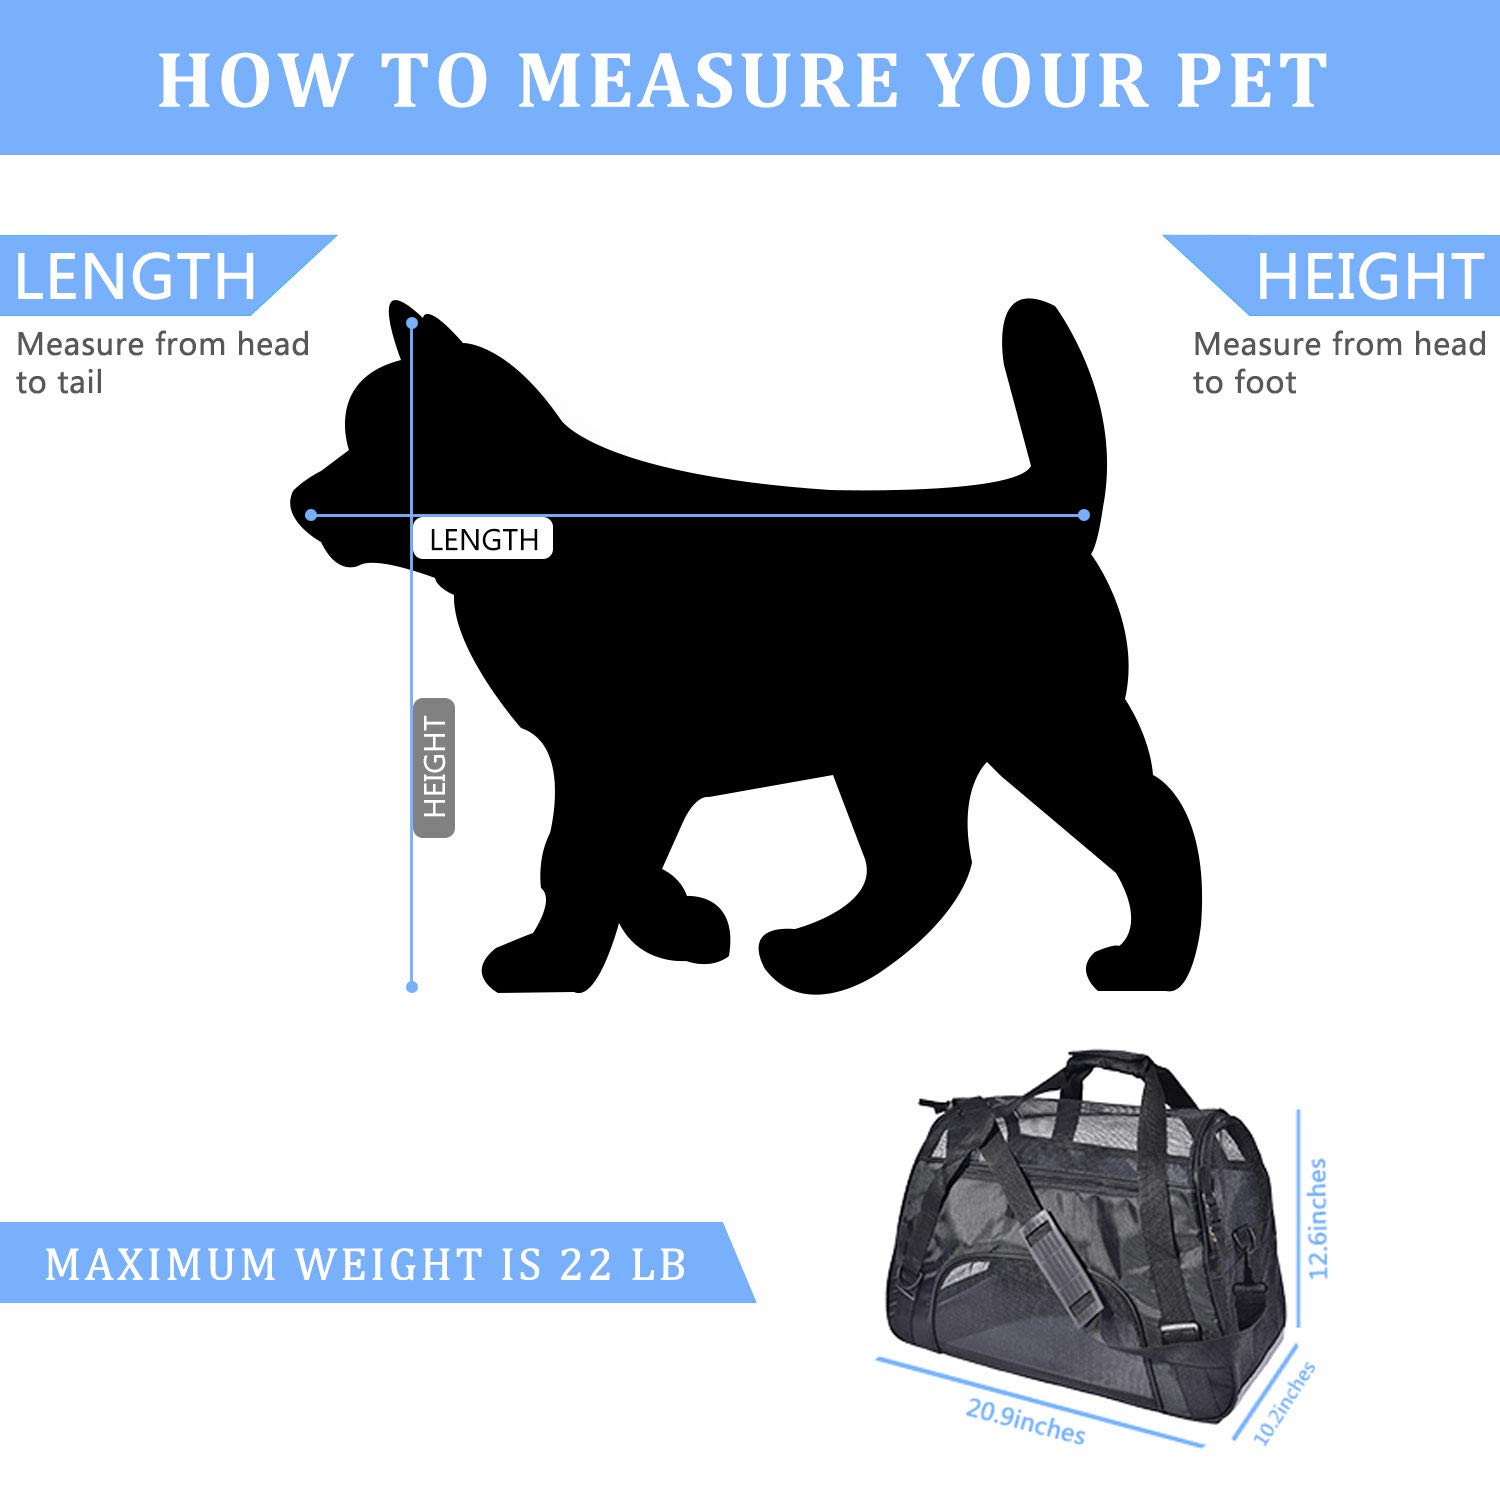 HOW TO MEASURE YOUR PET
LENGTH
Measure from head
to tail
HEIGHT
Measure from head
to foot
LENGTH
HEIGHT
MAXIMUM WEIGHT IS 22 LB
12.6inches
20.9inches
10.2inches